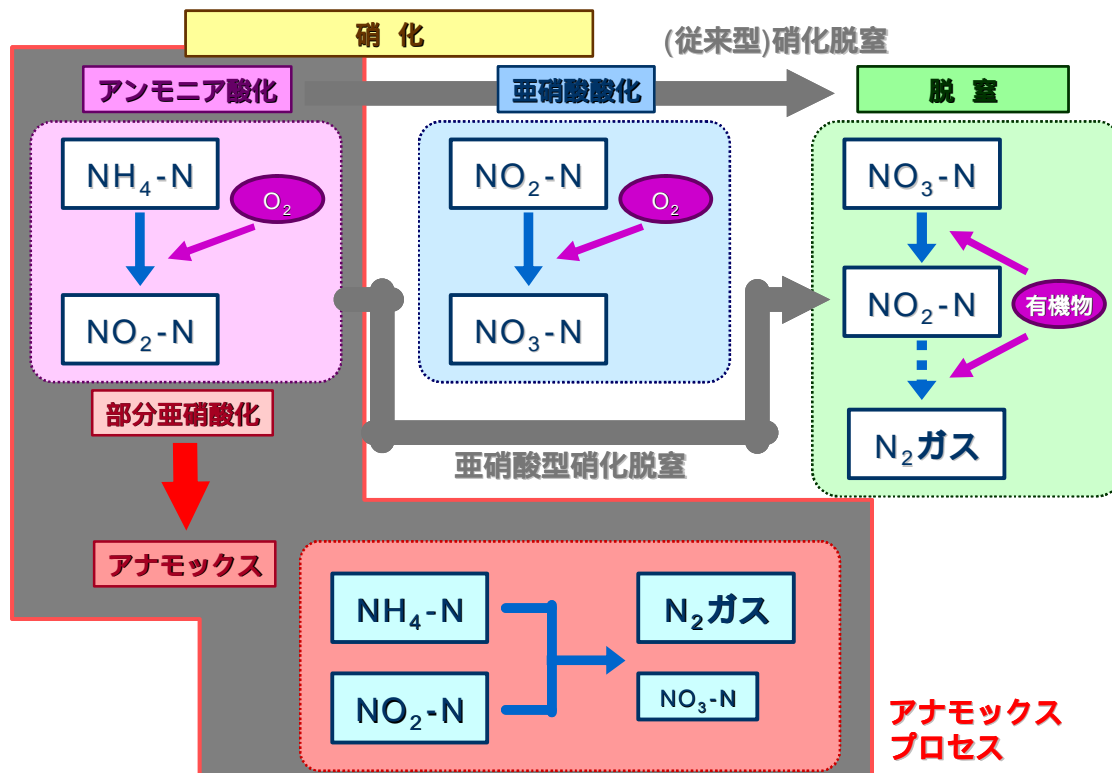 硝 化
(従来型)硝化脱窒
アンモニア酸化
亜硝酸酸化
脱 窒
NH₄-N
O₂
NO₂-N
NO₂-N
O₂
NO₃-N
NO₃-N
NO₂-N
有機物
N₂ガス
部分亜硝酸化
亜硝酸型硝化脱窒
アナモックス
NH₄-N
NO₂-N
N₂ガス
NO₃-N
アナモックス
プロセス